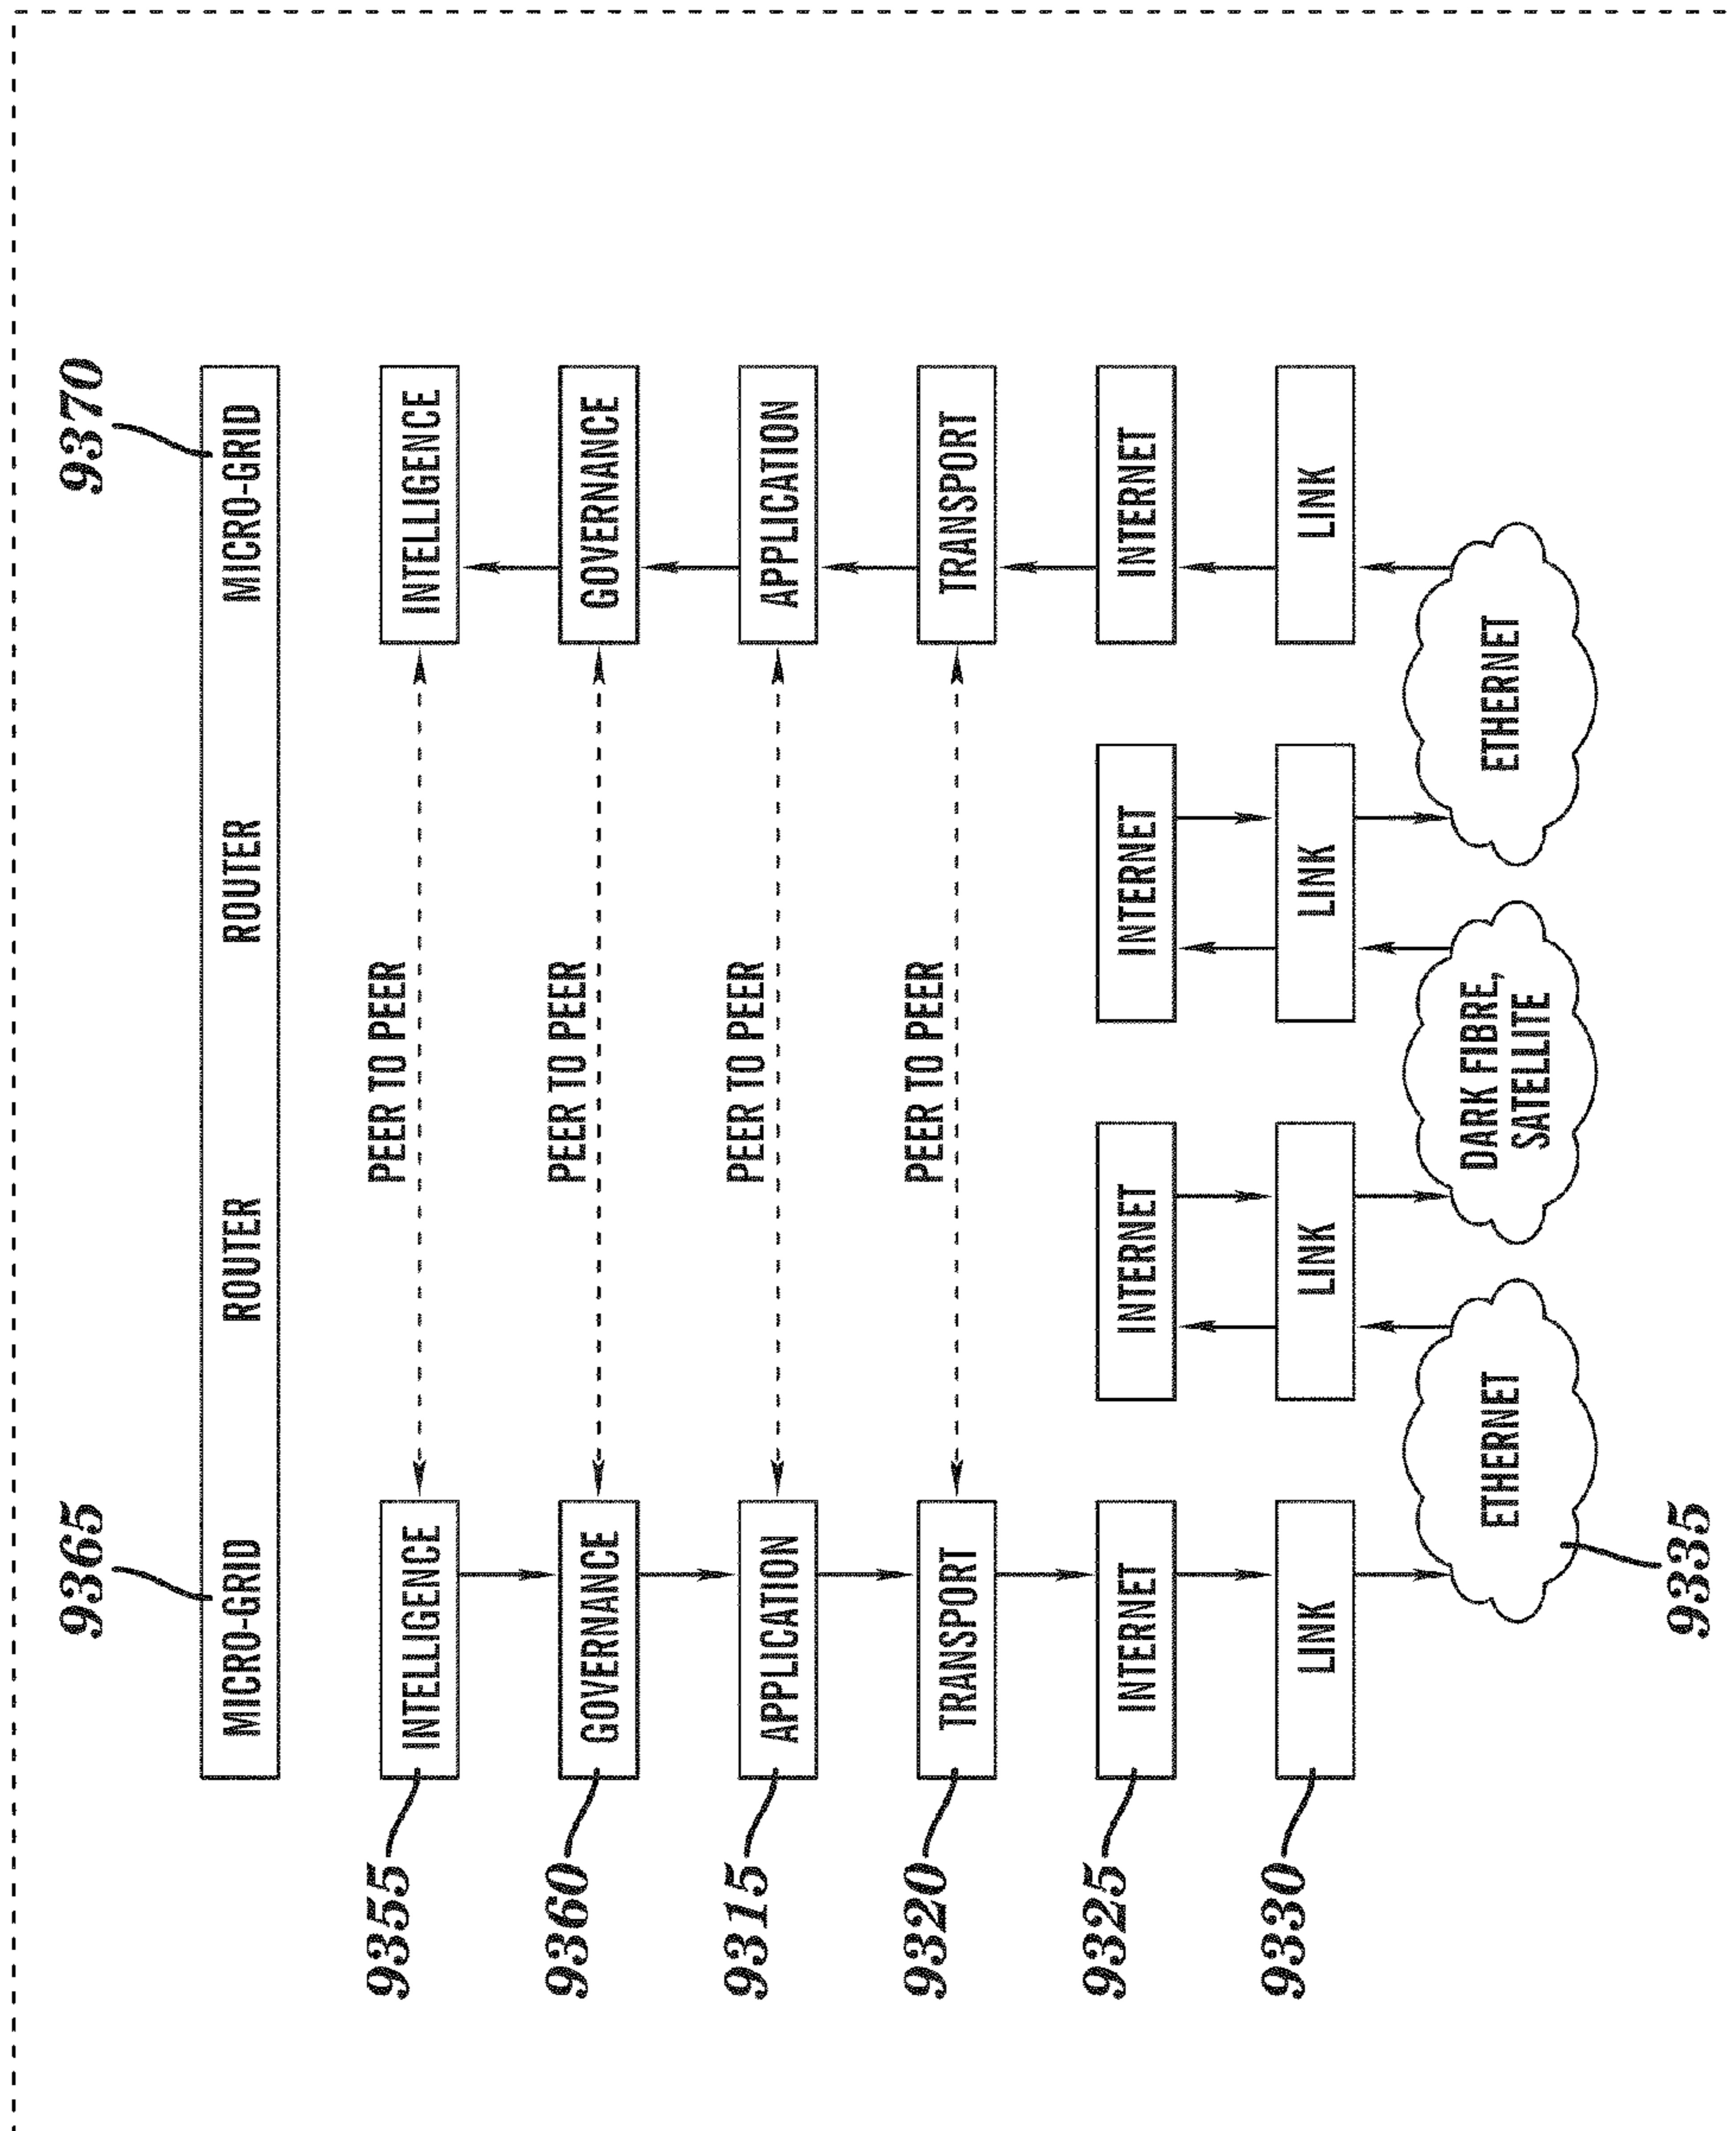 9365
9370
MICRO-GRID
ROUTER
ROUTER
MICRO-GRID
9355
INTELLIGENCE
PEER TO PEER
INTELLIGENCE
9360
GOVERNANCE
PEER TO PEER
GOVERNANCE
9315
APPLICATION
PEER TO PEER
APPLICATION
9320
TRANSPORT
PEER TO PEER
TRANSPORT
9325
INTERNET
INTERNET
INTERNET
INTERNET
9330
LINK
LINK
LINK
LINK
ETHERNET
DARK FIBRE,
SATELLITE
ETHERNET
9335